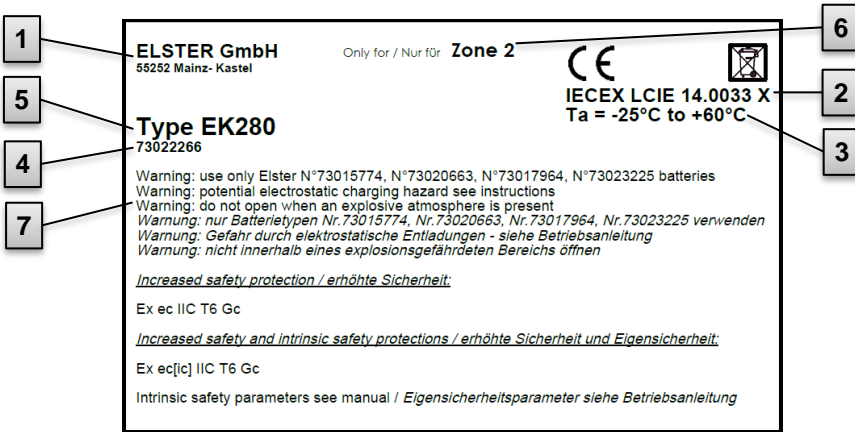 1
ELSTER GmbH
55252 Mainz- Kastel
Only for / Nur für Zone 2
6
CE
IECEX LCIE 14.0033 X
2
Ta = -25°C to +60°C
3
5
Type EK280
4
73022266
Warning: use only Elster N°73015774, N°73020663, N°73017964, N°73023225 batteries
Warning: potential electrostatic charging hazard see instructions
7
Warning: do not open when an explosive atmosphere is present
Warnung: nur Batterietypen Nr.73015774, Nr.73020663, Nr.73017964, Nr.73023225 verwenden
Warnung: Gefahr durch elektrostatische Entladungen - siehe Betriebsanleitung
Warnung: nicht innerhalb eines explosionsgefährdeten Bereichs öffnen
Increased safety protection / erhöhte Sicherheit:
Ex ec IIC T6 Gc
Increased safety and intrinsic safety protections / erhöhte Sicherheit und Eigensicherheit:
Ex ec[ic] IIC T6 Gc
Intrinsic safety parameters see manual / Eigensicherheitsparameter siehe Betriebsanleitung